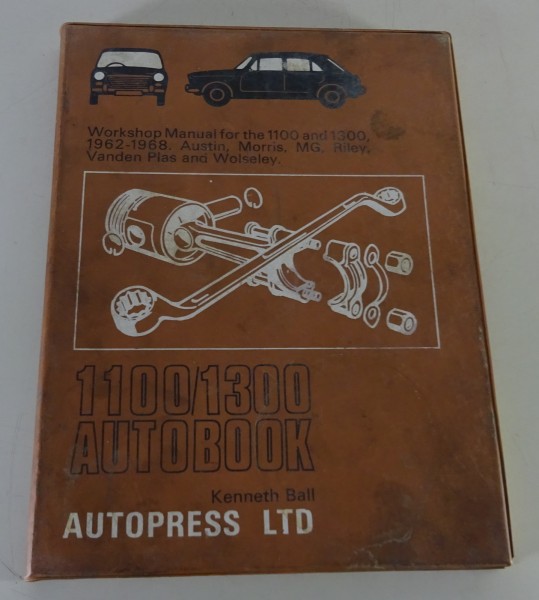 Workshop Manual for the 1100 and 1300,
1962-1968. Austin, Morris. MG. Riley,
Vanden Plas and Wolseley.
1100/1300
AUTOBOOK
Kenneth Ball
AUTOPRESS LTD